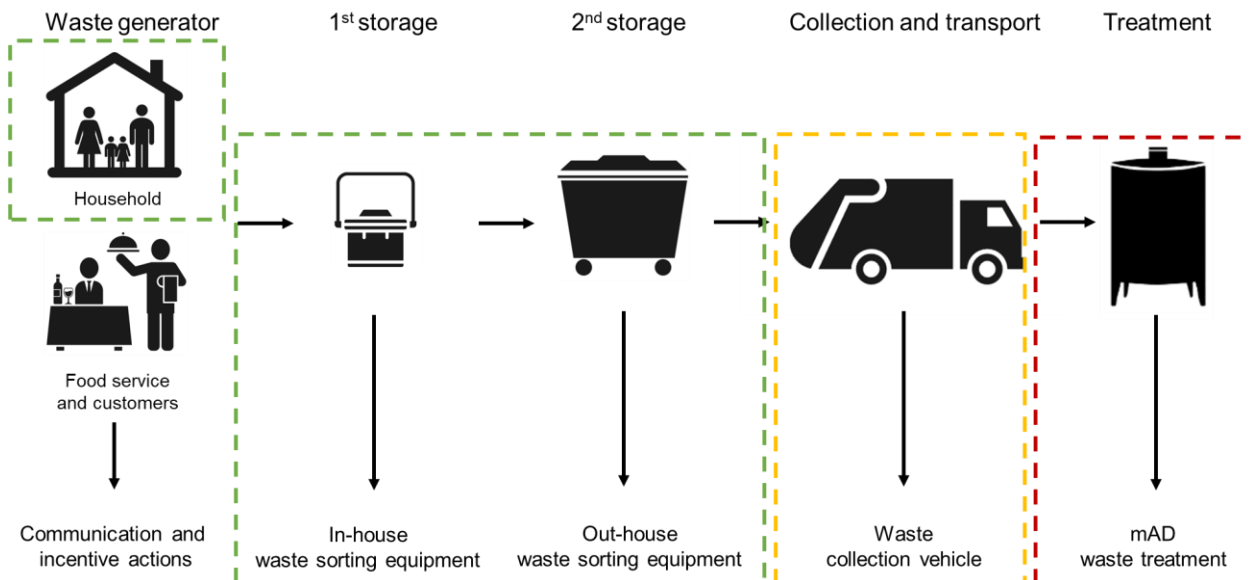 Waste generator
1st storage
2nd storage
Collection and transport
Treatment
Household
Food service
and customers
Communication and
incentive actions
In-house
waste sorting equipment
Out-house
waste sorting equipment
Waste
collection vehicle
mAD
waste treatment